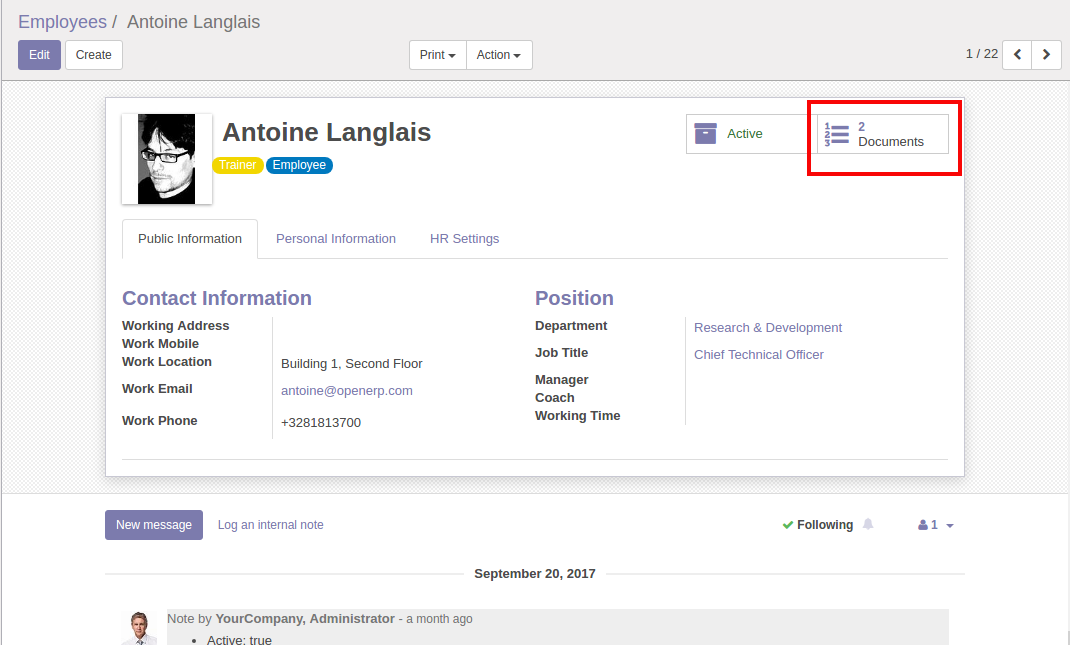 Employees / Antoine Langlais
Edit Create Print Action 1 / 22
Antoine Langlais
Trainer Employee
Active
1
2
3
2
Documents
Public Information Personal Information HR Settings
Contact Information
Working Address
Work Mobile
Work Location Building 1, Second Floor
Work Email antoine@openerp.com
Work Phone +3281813700
Position
Department Research & Development
Job Title Chief Technical Officer
Manager
Coach
Working Time
New message Log an internal note Following 1
September 20, 2017
Note by YourCompany, Administrator - a month ago
• Active: true